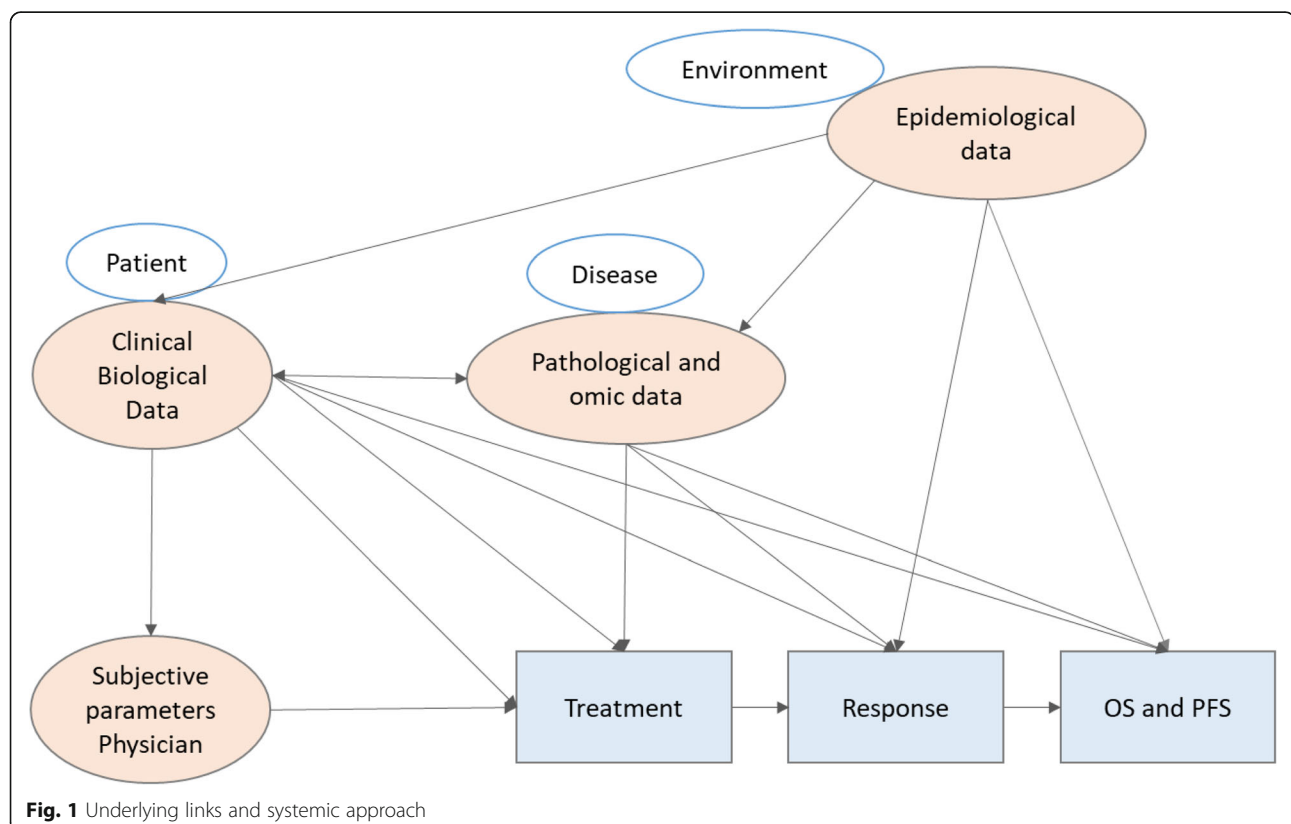 Environment
Epidemiological
data
Patient
Disease
Clinical
Biological
Data
Pathological and
omic data
Subjective
parameters
Physician
Treatment
Response
OS and PFS
Fig. 1 Underlying links and systemic approach